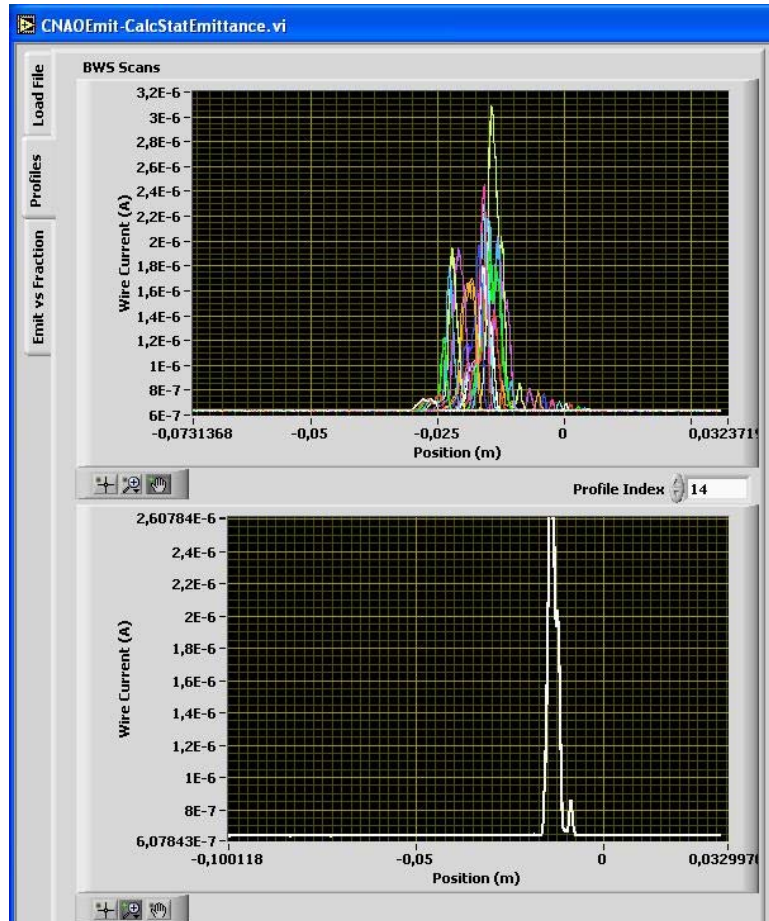 CNAOEmit-CalcStatEmittance.vi
Load File
Profiles
Emit vs Fraction
BWS Scans
Wire Current (A)
3,2E-6
3E-6
2,8E-6
2,6E-6
2,4E-6
2,2E-6
2E-6
1,8E-6
1,6E-6
1,4E-6
1,2E-6
1E-6
8E-7
6E-7
-0,0731368
-0,05
-0,025
0
0,0323719
Position (m)
Profile Index 14
Wire Current (A)
2,60784E-6
2,4E-6
2,2E-6
2E-6
1,8E-6
1,6E-6
1,4E-6
1,2E-6
1E-6
8E-7
6,07843E-7
-0,100118
-0,05
0
0,0329976
Position (m)